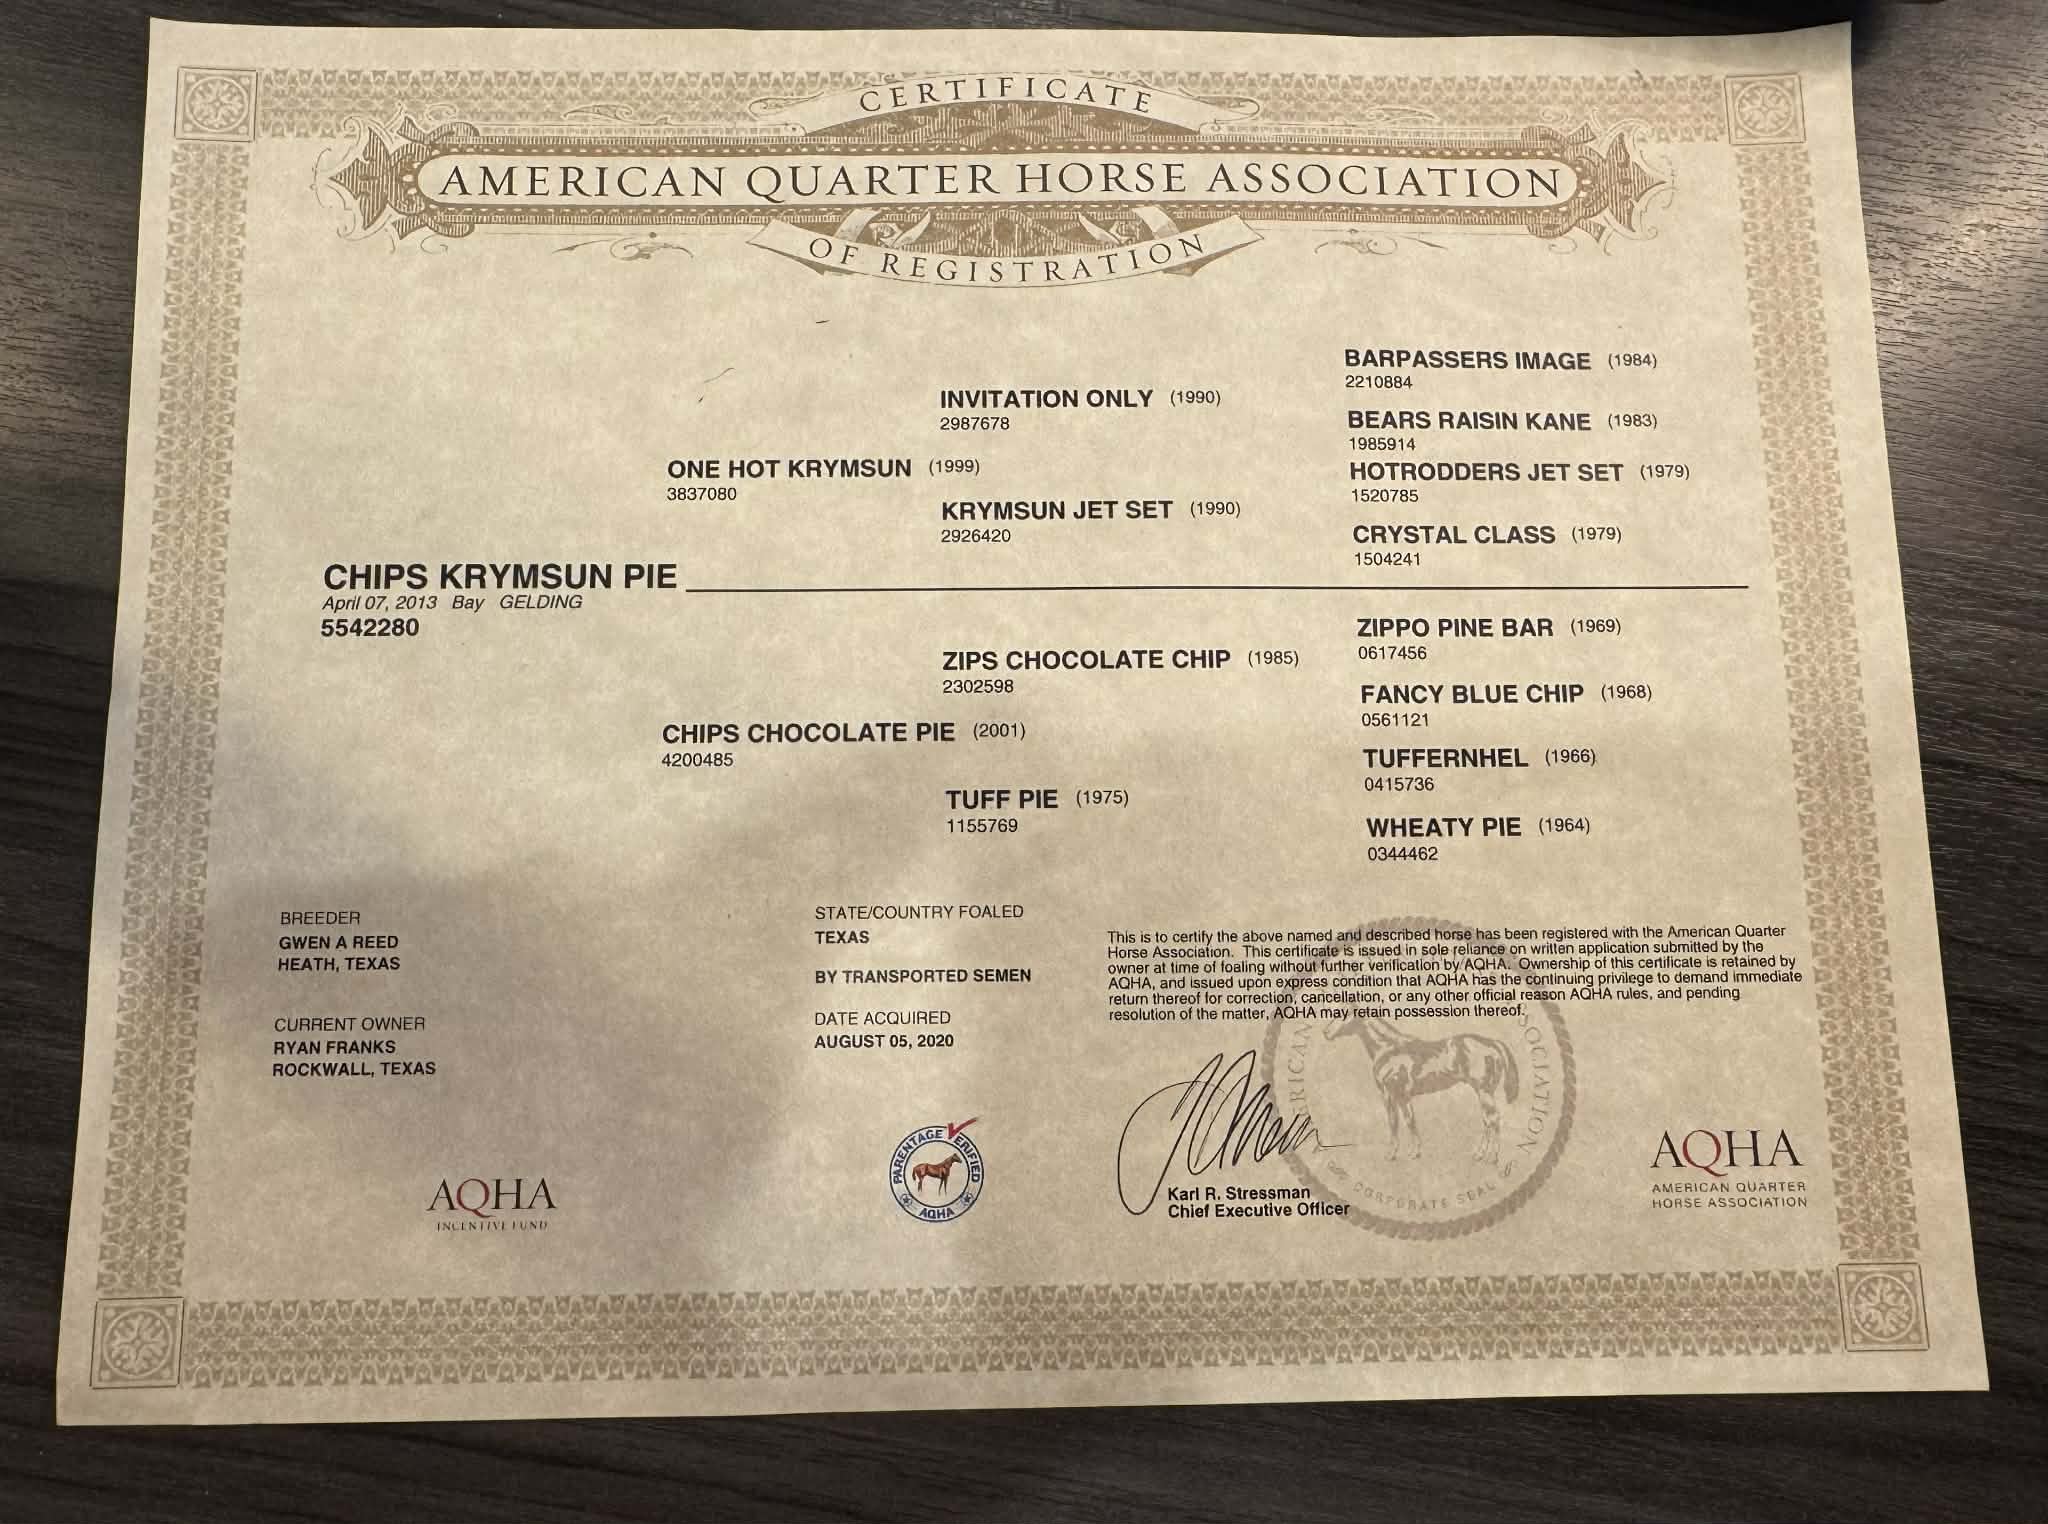 CERTIFICATE
AMERICAN QUARTER HORSE ASSOCIATION
OF REGISTRATION
BARPASSERS IMAGE (1984)
2210884
INVITATION ONLY (1990)
2987678
BEARS RAISIN KANE (1983)
1985914
ONE HOT KRYMSUN (1999)
3837080
HOTRODDERS JET SET (1979)
1520785
KRYMSUN JET SET (1990)
2926420
CRYSTAL CLASS (1979)
1504241
CHIPS KRYMSUN PIE
April 07, 2013 Bay GELDING
5542280
ZIPPO PINE BAR (1969)
0617456
ZIPS CHOCOLATE CHIP (1985)
2302598
FANCY BLUE CHIP (1968)
0561121
CHIPS CHOCOLATE PIE (2001)
4200485
TUFFERNHEL (1966)
0415736
TUFF PIE (1975)
1155769
WHEATY PIE (1964)
0344462
BREEDER
GWEN A REED
HEATH, TEXAS
CURRENT OWNER
RYAN FRANKS
ROCKWALL, TEXAS
STATE/COUNTRY FOALED
TEXAS
BY TRANSPORTED SEMEN
DATE ACQUIRED
AUGUST 05, 2020
This is to certify the above named and described horse has been registered with the American Quarter
Horse Association. This certificate is issued in sole reliance on written application submitted by the
owner at time of foaling without further verification by AQHA. Ownership of this certificate is retained by
AQHA, and issued upon express condition that AQHA has the continuing privilege to demand immediate
return thereof for correction, cancellation, or any other official reason AQHA rules, and pending
resolution of the matter, AQHA may retain possession thereof.
Karl R. Stressman
Chief Executive Officer
CORPORATE SEAL
ASSOCIATION
AQHA
INCENTIVE FUND
PARENTAGE VERIFIED
AQHA
AQHA
AMERICAN QUARTER
HORSE ASSOCIATION